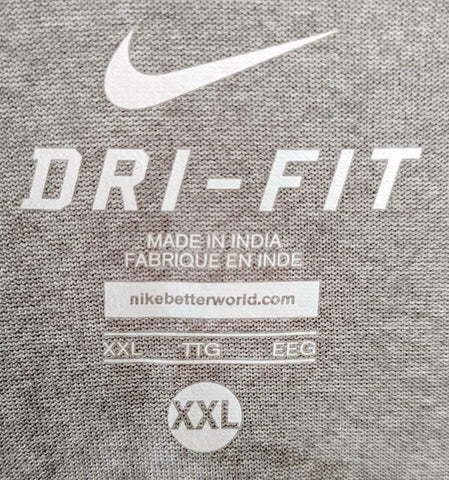 DRI-FIT
MADE IN INDIA
FABRIQUE EN INDE
nikebetterworld.com
XXL TTG EEG
XXL